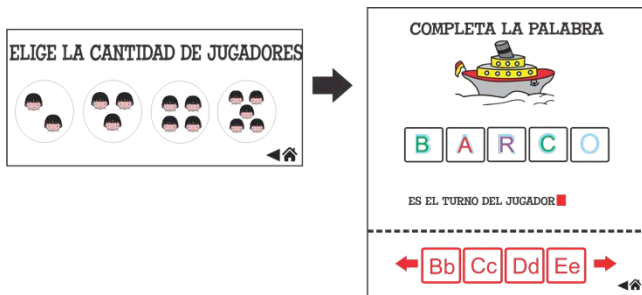 ELIGE LA CANTIDAD DE JUGADORES
COMPLETA LA PALABRA
B A R C O
ES EL TURNO DEL JUGADOR
Bb Cc Dd Ee